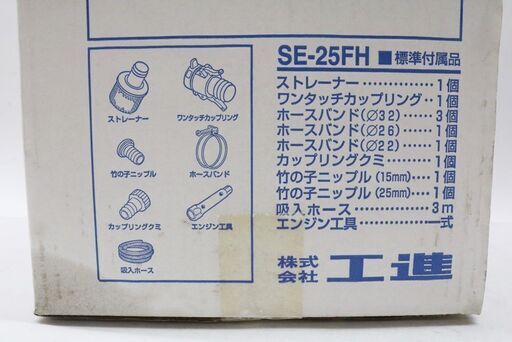 SE-25FH ■標準付属品
ストレーナー‥‥‥‥‥‥1個
ワンタッチカップリング‥1個
ホースバンド(∅32)‥‥3個
ホースバンド(∅26)‥‥1個
ホースバンド(∅22)‥‥1個
カップリングクミ‥‥‥‥1個
竹の子ニップル(15mm)‥‥1個
竹の子ニップル(25mm)‥‥1個
吸入ホース‥‥‥‥‥‥3m
エンジン工具‥‥‥‥‥一式
ストレーナー
ワンタッチカップリング
竹の子ニップル
ホースバンド
カップリングクミ
エンジン工具
吸入ホース
株式会社 工進